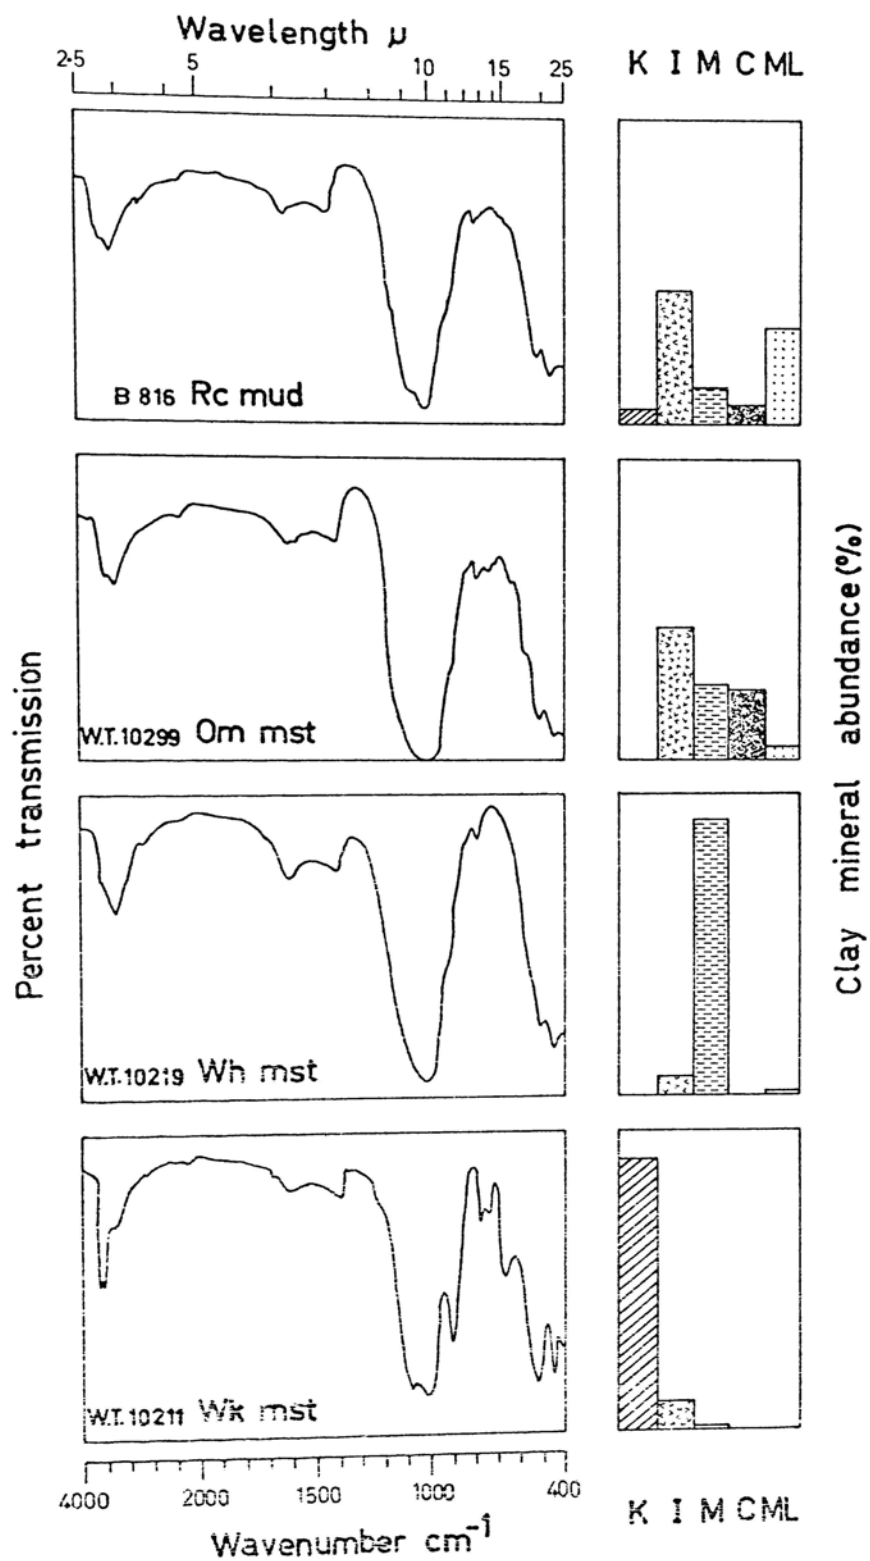 Wavelength μ
2·5 5 10 15 25
K I M C ML
B 816 Rc mud
W.T.10299 Om mst
W.T.10219 Wh mst
W.T.10211 Wk mst
Percent transmission
Clay mineral abundance (%)
4000 2000 1500 1000 400
Wavenumber cm⁻¹
K I M C ML